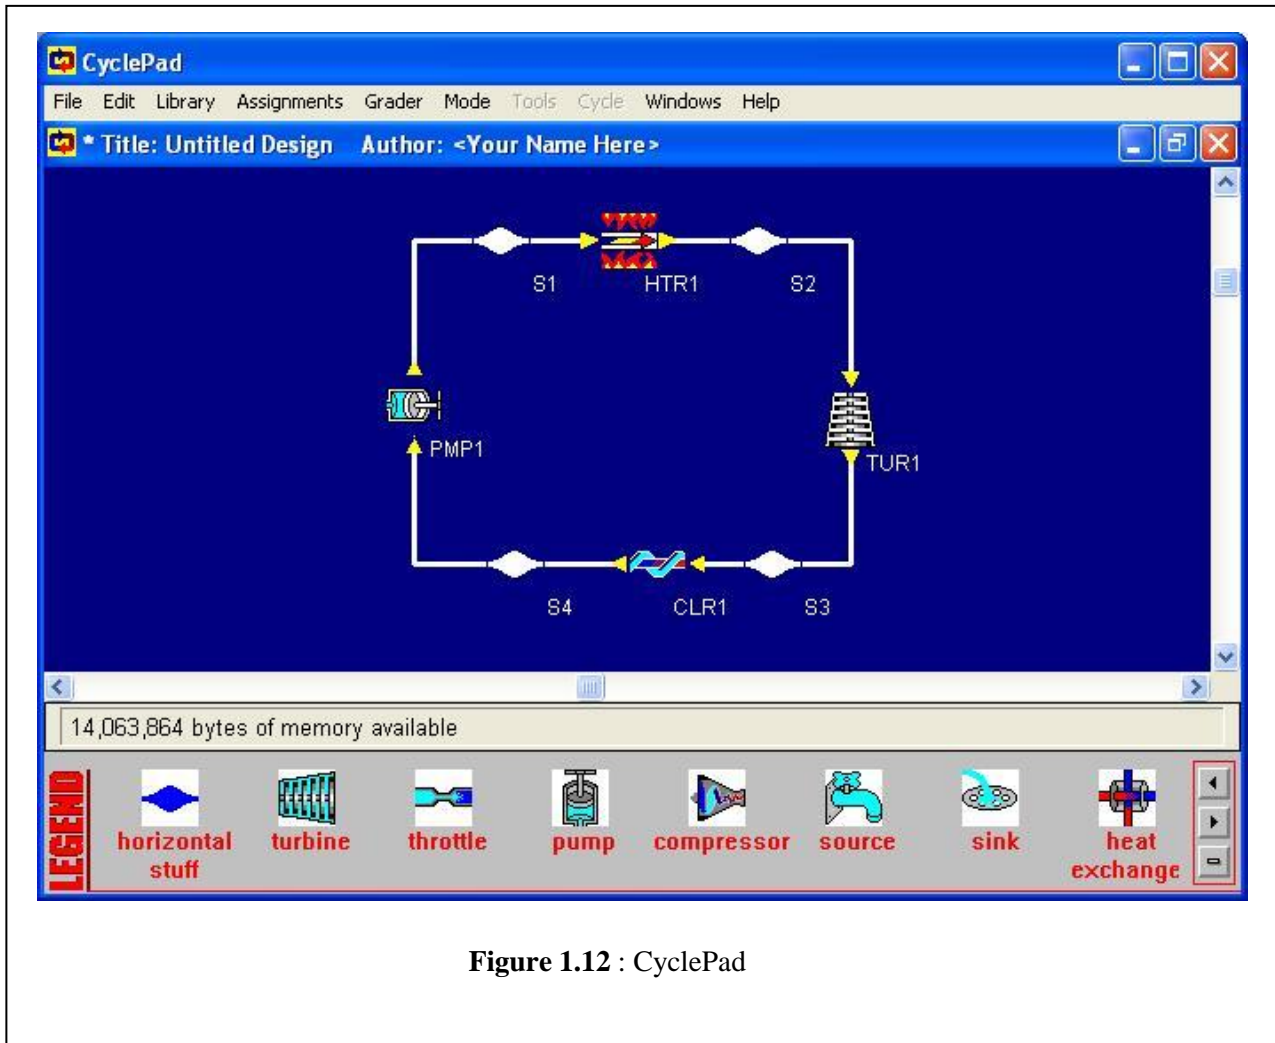 CyclePad
File Edit Library Assignments Grader Mode Tools Cycle Windows Help
* Title: Untitled Design Author: <Your Name Here>
S1 HTR1 S2
PMP1
TUR1
S4 CLR1 S3
14,063,864 bytes of memory available
LEGEND
horizontal stuff
turbine
throttle
pump
compressor
source
sink
heat exchange
Figure 1.12 : CyclePad